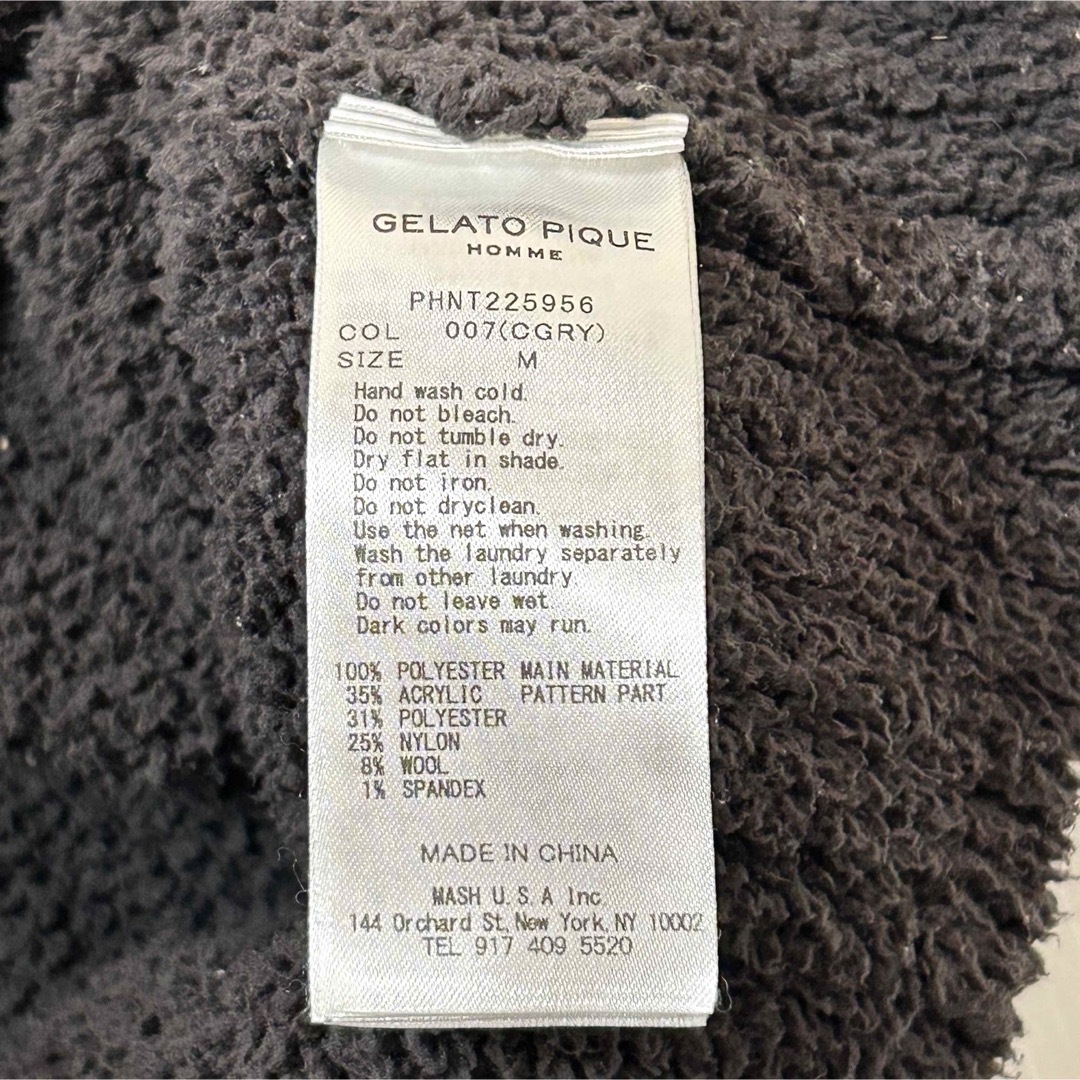 GELATO PIQUE
HOMME
PHNT225956
COL 007(CGRY)
SIZE M
Hand wash cold.
Do not bleach.
Do not tumble dry.
Dry flat in shade.
Do not iron.
Do not dryclean.
Use the net when washing.
Wash the laundry separately
from other laundry.
Do not leave wet.
Dark colors may run.
100% POLYESTER MAIN MATERIAL
35% ACRYLIC PATTERN PART
31% POLYESTER
25% NYLON
8% WOOL
1% SPANDEX
MADE IN CHINA
MASH U.S.A Inc.
144 Orchard St, New York, NY 10002
TEL 917 409 5520